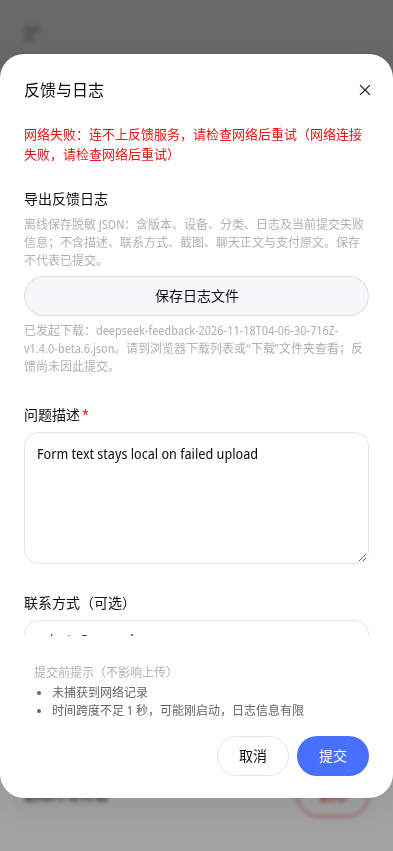 反馈与日志
网络失败：连不上反馈服务，请检查网络后重试（网络连接
失败，请检查网络后重试）
导出反馈日志
离线保存脱敏 JSON：含版本、设备、分类、日志及当前提交失败
信息；不含描述、联系方式、截图、聊天正文与支付原文。保存
不代表已提交。
保存日志文件
已发起下载：deepseek-feedback-2026-11-18T04-06-30-716Z-
v1.4.0-beta.6.json。请到浏览器下载列表或“下载”文件夹查看；反
馈尚未因此提交。
问题描述 *
Form text stays local on failed upload
联系方式（可选）
提交前提示（不影响上传）
• 未捕获到网络记录
• 时间跨度不足 1 秒，可能刚启动，日志信息有限
取消
提交